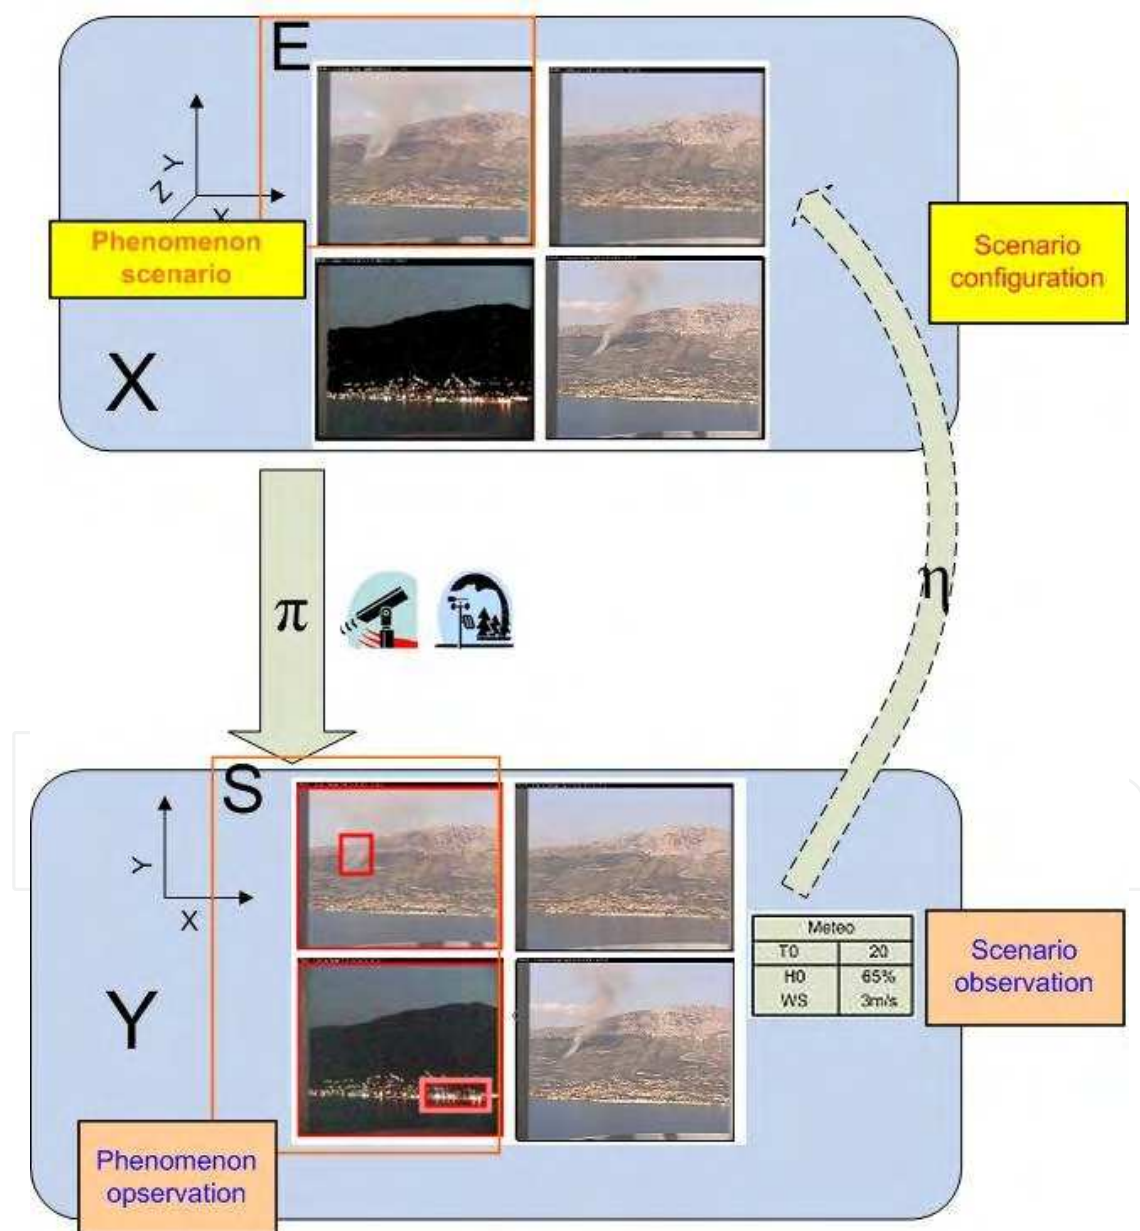 E
Y
Z
X
Phenomenon
scenario
Scenario
configuration
X
π
η
S
Y
X
Meteo
T0 20
H0 65%
WS 3m/s
Scenario
observation
Y
Phenomenon
opservation